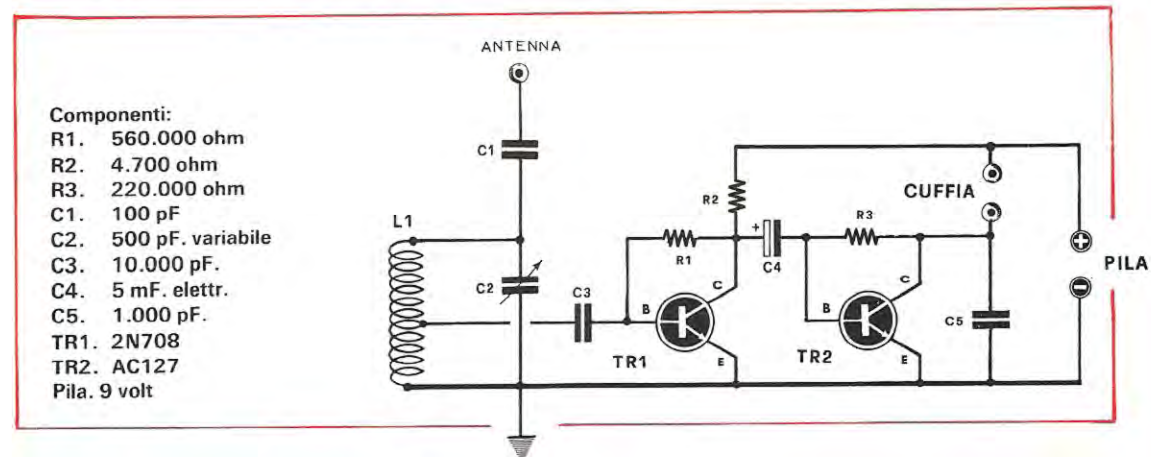 ANTENNA
Componenti:
R1. 560.000 ohm
R2. 4.700 ohm
R3. 220.000 ohm
C1. 100 pF
C2. 500 pF. variabile
C3. 10.000 pF.
C4. 5 mF. elettr.
C5. 1.000 pF.
TR1. 2N708
TR2. AC127
Pila. 9 volt
C1
L1
C2
C3
R1
R2
+
C4
R3
CUFFIA
+
PILA
-
B
C
E
TR1
B
C
E
TR2
C5